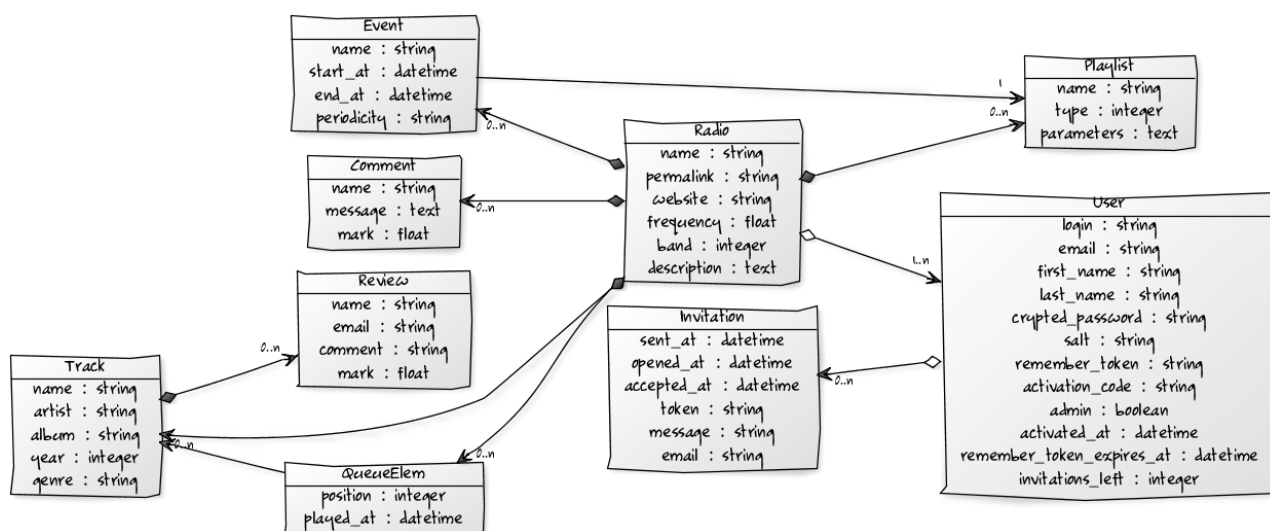 Event
name : string
start_at : datetime
end_at : datetime
periodicity : string
Playlist
name : string
type : integer
parameters : text
1
0..n
Radio
name : string
permalink : string
website : string
frequency : float
band : integer
description : text
0..n
Comment
name : string
message : text
mark : float
0..n
User
login : string
email : string
first_name : string
last_name : string
crypted_password : string
salt : string
remember_token : string
activation_code : string
admin : boolean
activated_at : datetime
remember_token_expires_at : datetime
invitations_left : integer
1..n
Review
name : string
email : string
comment : string
mark : float
0..n
Invitation
sent_at : datetime
opened_at : datetime
accepted_at : datetime
token : string
message : string
email : string
0..n
Track
name : string
artist : string
album : string
year : integer
genre : string
0..n
0..n
QueueElem
position : integer
played_at : datetime